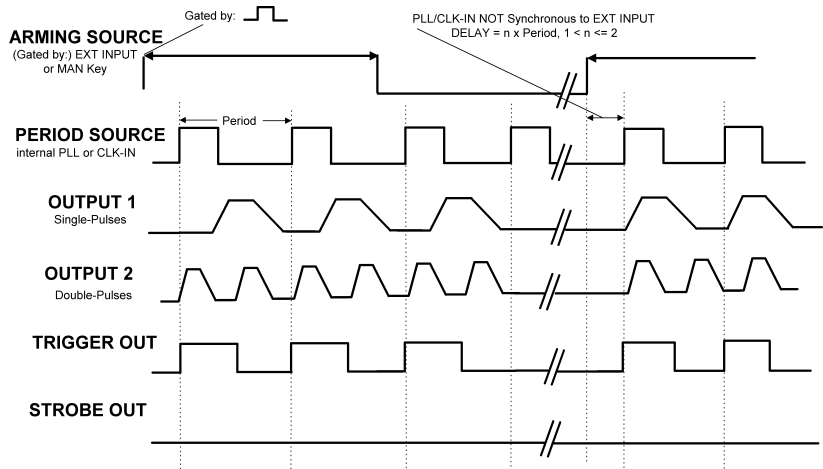 Gated by:
PLL/CLK-IN NOT Synchronous to EXT INPUT
DELAY = n x Period, 1 < n <= 2
ARMING SOURCE
(Gated by:) EXT INPUT
or MAN Key
Period
PERIOD SOURCE
internal PLL or CLK-IN
OUTPUT 1
Single-Pulses
OUTPUT 2
Double-Pulses
TRIGGER OUT
STROBE OUT